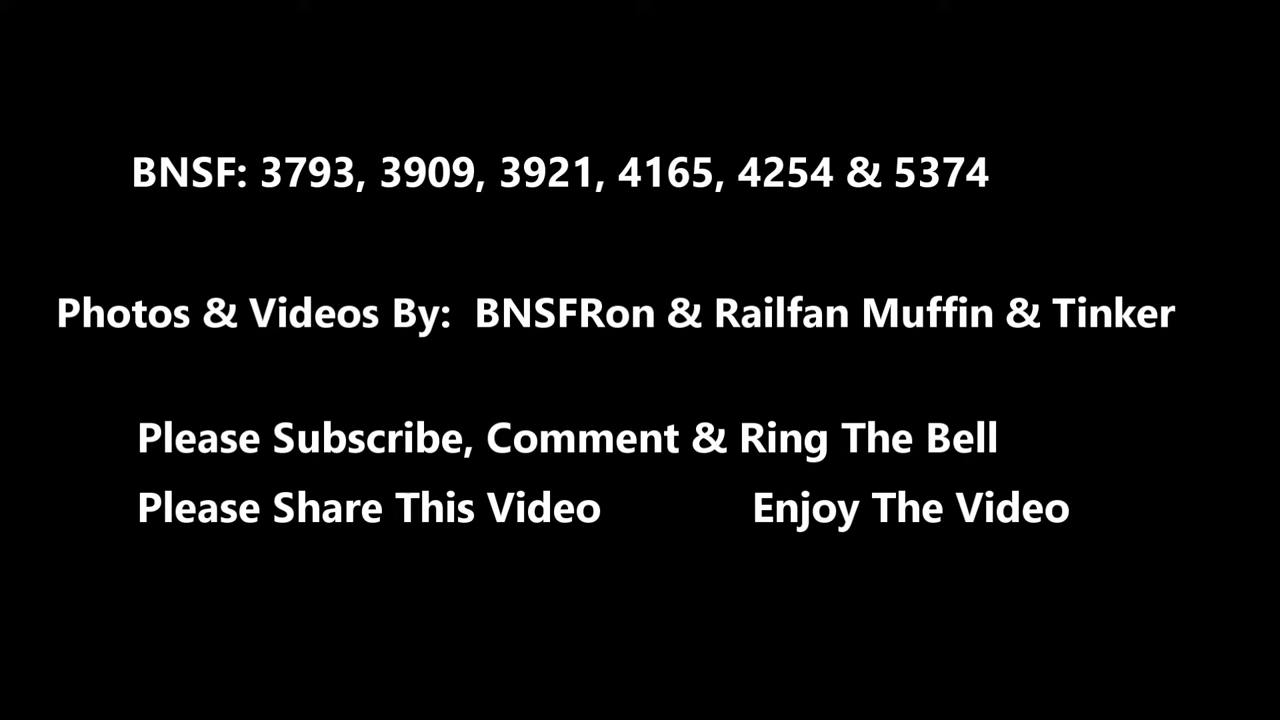 BNSF: 3793, 3909, 3921, 4165, 4254 & 5374
Photos & Videos By:  BNSFRon & Railfan Muffin & Tinker
Please Subscribe, Comment & Ring The Bell
Please Share This Video Enjoy The Video